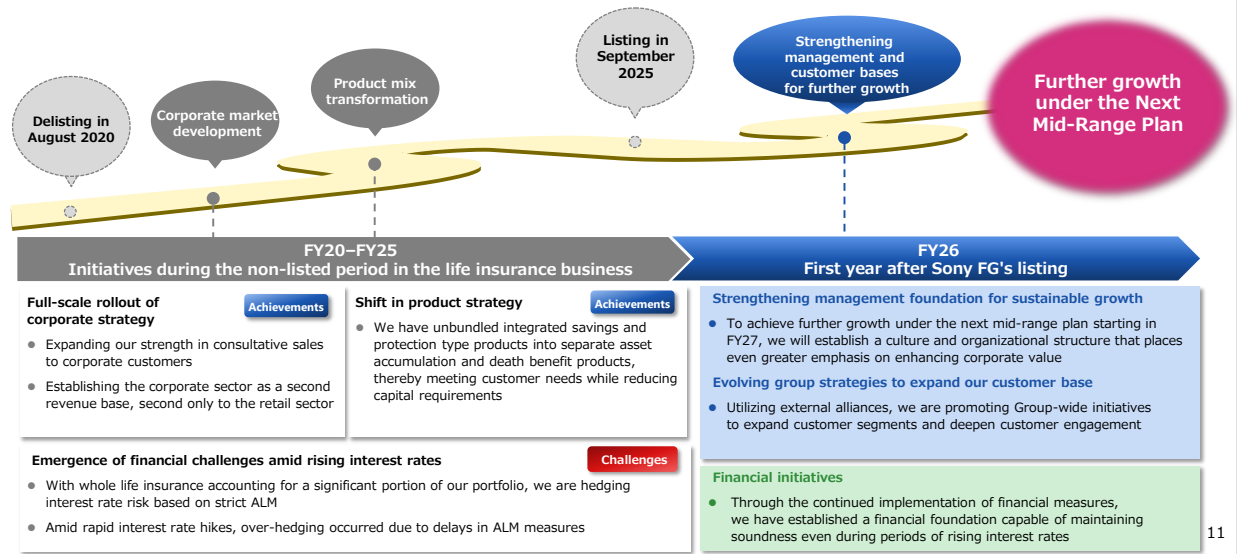 Delisting in
August 2020
Corporate market
development
Product mix
transformation
Listing in
September
2025
Strengthening
management and
customer bases
for further growth
Further growth
under the Next
Mid-Range Plan
FY20–FY25
Initiatives during the non-listed period in the life insurance business
FY26
First year after Sony FG's listing
Full-scale rollout of
corporate strategy
Achievements
● Expanding our strength in consultative sales
to corporate customers
● Establishing the corporate sector as a second
revenue base, second only to the retail sector
Shift in product strategy
Achievements
● We have unbundled integrated savings and
protection type products into separate asset
accumulation and death benefit products,
thereby meeting customer needs while reducing
capital requirements
Emergence of financial challenges amid rising interest rates
Challenges
● With whole life insurance accounting for a significant portion of our portfolio, we are hedging
interest rate risk based on strict ALM
● Amid rapid interest rate hikes, over-hedging occurred due to delays in ALM measures
Strengthening management foundation for sustainable growth
● To achieve further growth under the next mid-range plan starting in
FY27, we will establish a culture and organizational structure that places
even greater emphasis on enhancing corporate value
Evolving group strategies to expand our customer base
● Utilizing external alliances, we are promoting Group-wide initiatives
to expand customer segments and deepen customer engagement
Financial initiatives
● Through the continued implementation of financial measures,
we have established a financial foundation capable of maintaining
soundness even during periods of rising interest rates
11